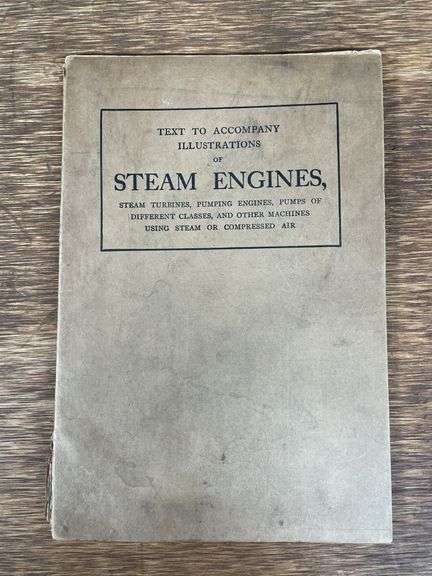 TEXT TO ACCOMPANY
ILLUSTRATIONS
OF
STEAM ENGINES,
STEAM TURBINES, PUMPING ENGINES, PUMPS OF
DIFFERENT CLASSES, AND OTHER MACHINES
USING STEAM OR COMPRESSED AIR